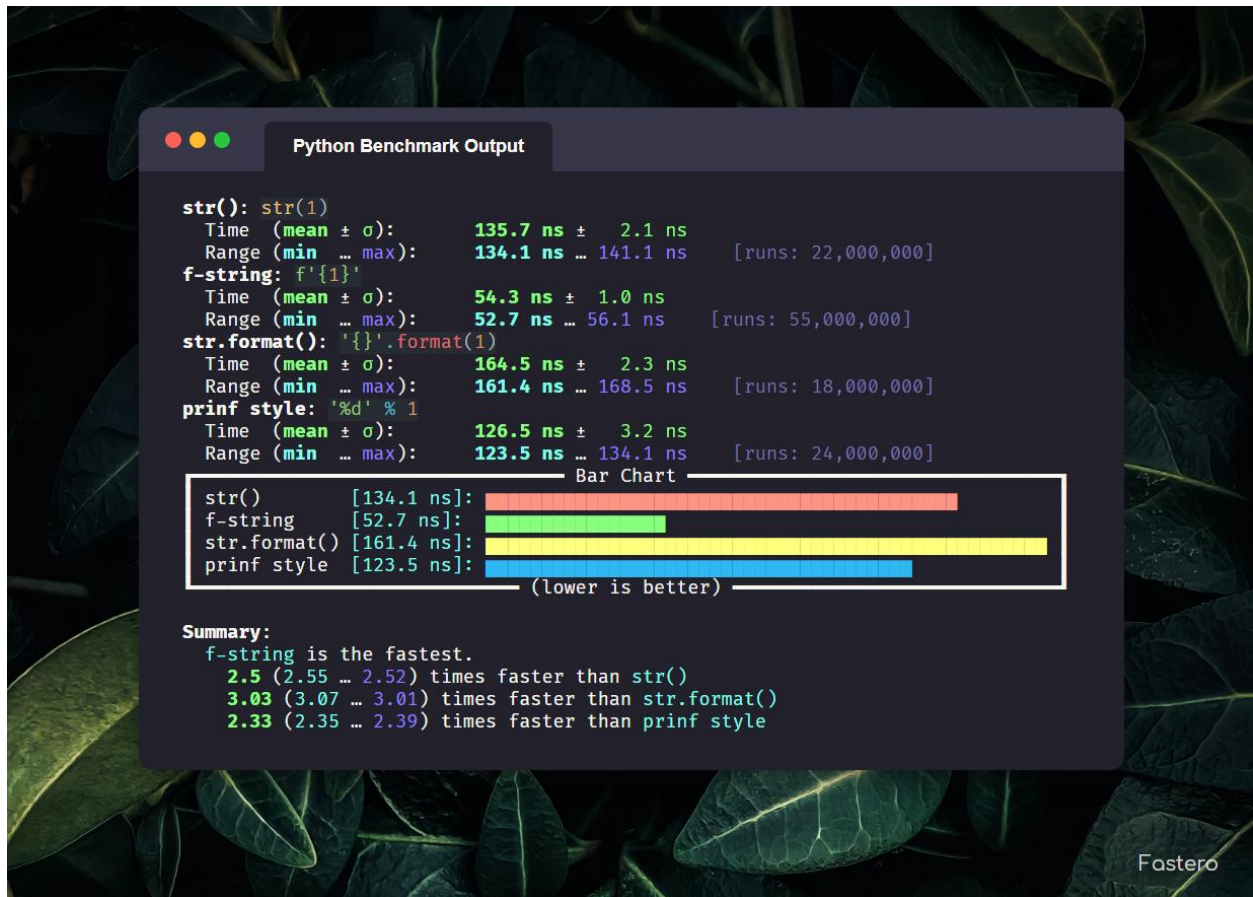 Python Benchmark Output
str(): str(1)
Time (mean ± σ): 135.7 ns ± 2.1 ns
Range (min … max): 134.1 ns … 141.1 ns [runs: 22,000,000]
f-string: f'{1}'
Time (mean ± σ): 54.3 ns ± 1.0 ns
Range (min … max): 52.7 ns … 56.1 ns [runs: 55,000,000]
str.format(): '{}'.format(1)
Time (mean ± σ): 164.5 ns ± 2.3 ns
Range (min … max): 161.4 ns … 168.5 ns [runs: 18,000,000]
prinf style: '%d' % 1
Time (mean ± σ): 126.5 ns ± 3.2 ns
Range (min … max): 123.5 ns … 134.1 ns [runs: 24,000,000]
Bar Chart
str() [134.1 ns]:
f-string [52.7 ns]:
str.format() [161.4 ns]:
prinf style [123.5 ns]:
(lower is better)
Summary:
f-string is the fastest.
2.5 (2.55 … 2.52) times faster than str()
3.03 (3.07 … 3.01) times faster than str.format()
2.33 (2.35 … 2.39) times faster than prinf style
Fastero